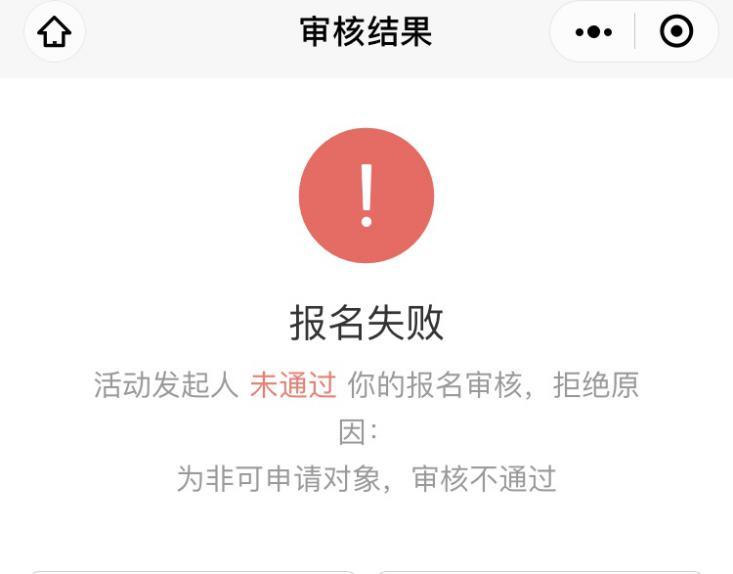 审核结果
报名失败
活动发起人 未通过 你的报名审核，拒绝原
因：
为非可申请对象，审核不通过